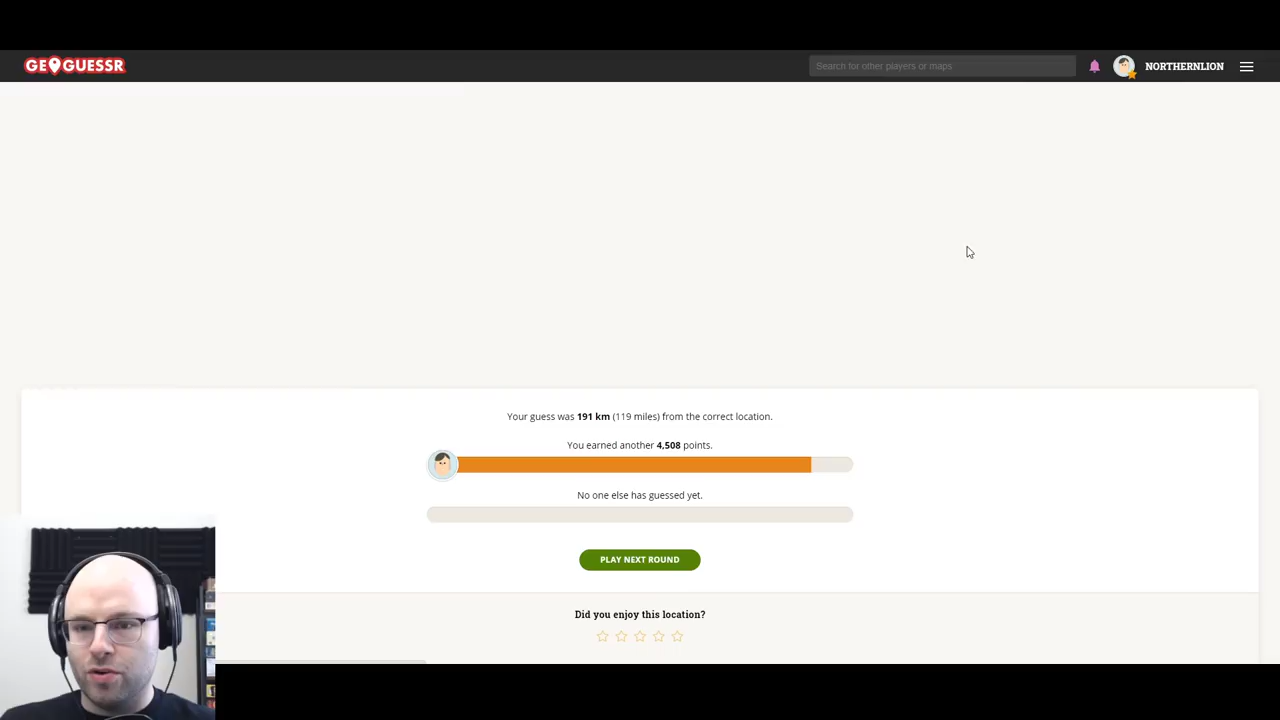 GEOGUESSR
Search for other players or maps
NORTHERNLION
Your guess was 191 km (119 miles) from the correct location.
You earned another 4,508 points.
No one else has guessed yet.
PLAY NEXT ROUND
Did you enjoy this location?